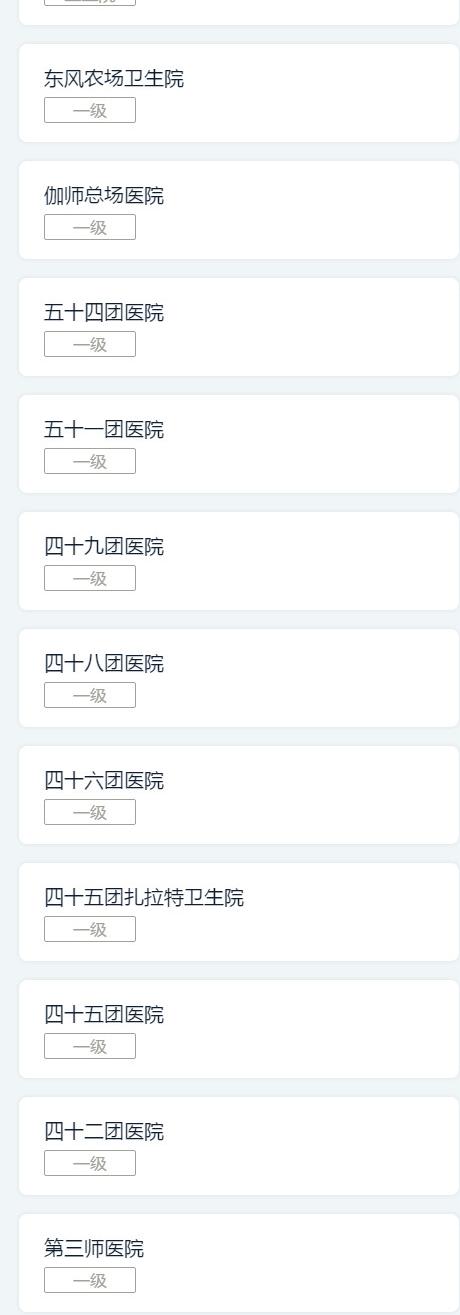 东风农场卫生院
一级
伽师总场医院
一级
五十四团医院
一级
五十一团医院
一级
四十九团医院
一级
四十八团医院
一级
四十六团医院
一级
四十五团扎拉特卫生院
一级
四十五团医院
一级
四十二团医院
一级
第三师医院
一级